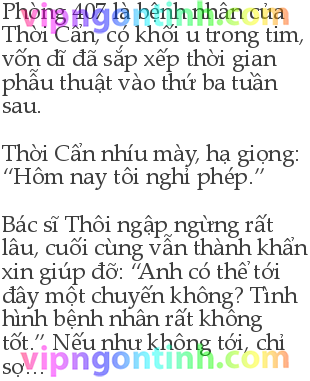 Phòng 407 là bệnh nhân của
Thời Cẩn, có khối u trong tim,
vốn dĩ đã sắp xếp thời gian
phẫu thuật vào thứ ba tuần
sau.
Thời Cẩn nhíu mày, hạ giọng:
“Hôm nay tôi nghỉ phép.”
Bác sĩ Thôi ngập ngừng rất
lâu, cuối cùng vẫn thành khẩn
xin giúp đỡ: “Anh có thể tới
đây một chuyến không? Tình
hình bệnh nhân rất không
tốt.” Nếu như không tới, chỉ
sợ...
vipngontinh.com
vipngontinh.com
vipngontinh.com